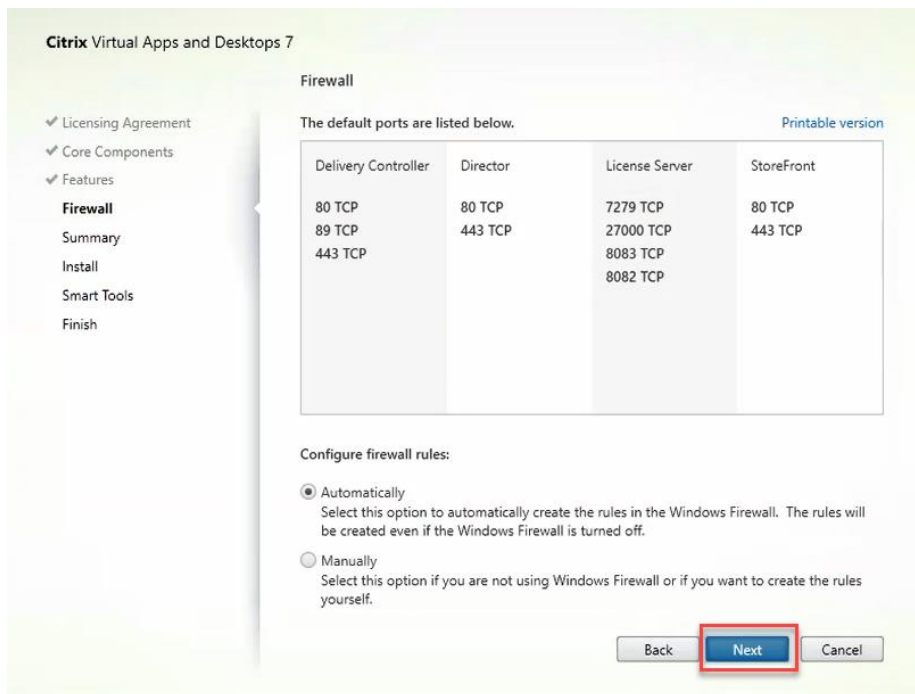 Citrix Virtual Apps and Desktops 7
Licensing Agreement
Core Components
Features
Firewall
Summary
Install
Smart Tools
Finish
Firewall
The default ports are listed below. Printable version
Delivery Controller Director License Server StoreFront
80 TCP 80 TCP 7279 TCP 80 TCP
89 TCP 443 TCP 27000 TCP 443 TCP
443 TCP 8083 TCP
8082 TCP
Configure firewall rules:
Automatically
Select this option to automatically create the rules in the Windows Firewall. The rules will
be created even if the Windows Firewall is turned off.
Manually
Select this option if you are not using Windows Firewall or if you want to create the rules
yourself.
Back Next Cancel